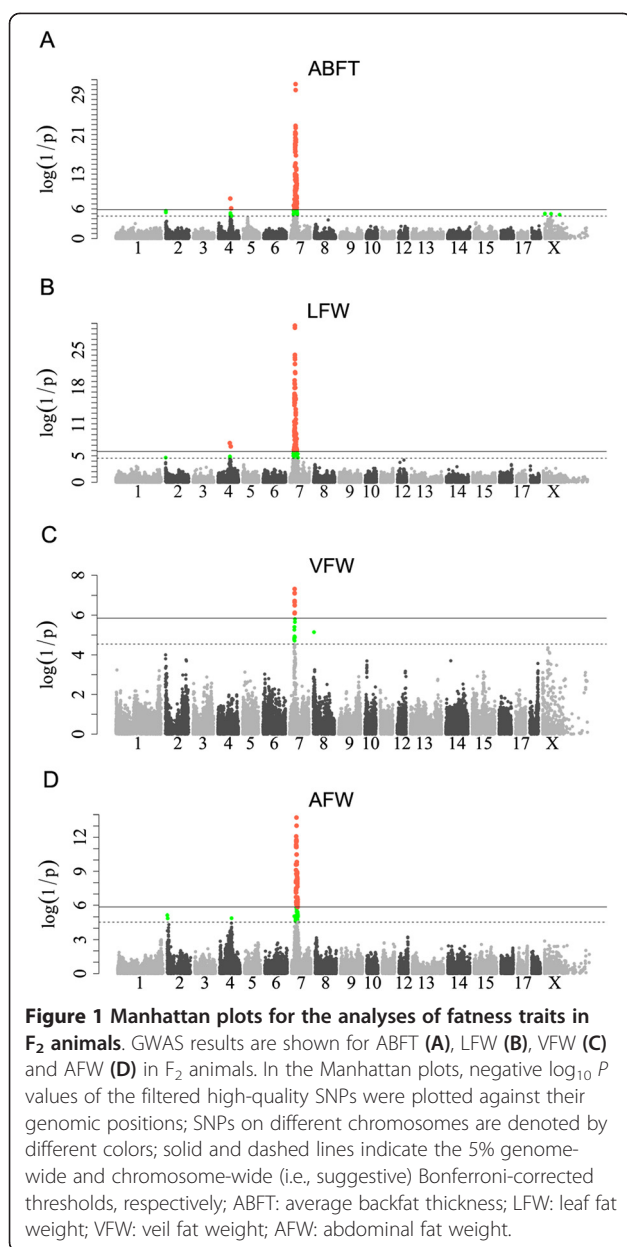 A
ABFT
log(1/p)
29
21
13
6
0
1 2 3 4 5 6 7 8 9 10 12 13 14 15 17 X
B
LFW
log(1/p)
25
18
11
5
0
1 2 3 4 5 6 7 8 9 10 12 13 14 15 17 X
C
VFW
log(1/p)
8
6
4
2
0
1 2 3 4 5 6 7 8 9 10 12 13 14 15 17 X
D
AFW
log(1/p)
12
9
6
3
0
1 2 3 4 5 6 7 8 9 10 12 13 14 15 17 X
Figure 1 Manhattan plots for the analyses of fatness traits in
F₂ animals. GWAS results are shown for ABFT (A), LFW (B), VFW (C)
and AFW (D) in F₂ animals. In the Manhattan plots, negative log₁₀ P
values of the filtered high-quality SNPs were plotted against their
genomic positions; SNPs on different chromosomes are denoted by
different colors; solid and dashed lines indicate the 5% genome-
wide and chromosome-wide (i.e., suggestive) Bonferroni-corrected
thresholds, respectively; ABFT: average backfat thickness; LFW: leaf fat
weight; VFW: veil fat weight; AFW: abdominal fat weight.